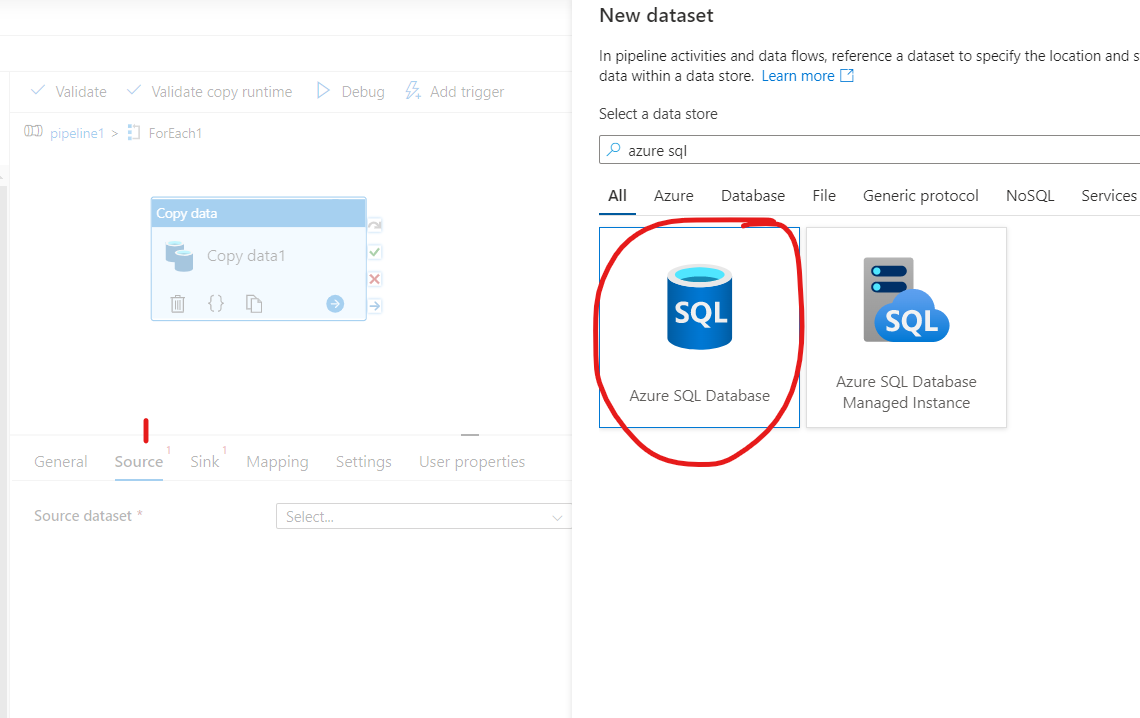 New dataset
In pipeline activities and data flows, reference a dataset to specify the location and s
data within a data store. Learn more
Select a data store
azure sql
All Azure Database File Generic protocol NoSQL Services
SQL
Azure SQL Database
SQL
Azure SQL Database
Managed Instance
Validate Validate copy runtime Debug Add trigger
pipeline1 > ForEach1
Copy data
Copy data1
{}
General Source 1 Sink 1 Mapping Settings User properties
Source dataset *
Select...